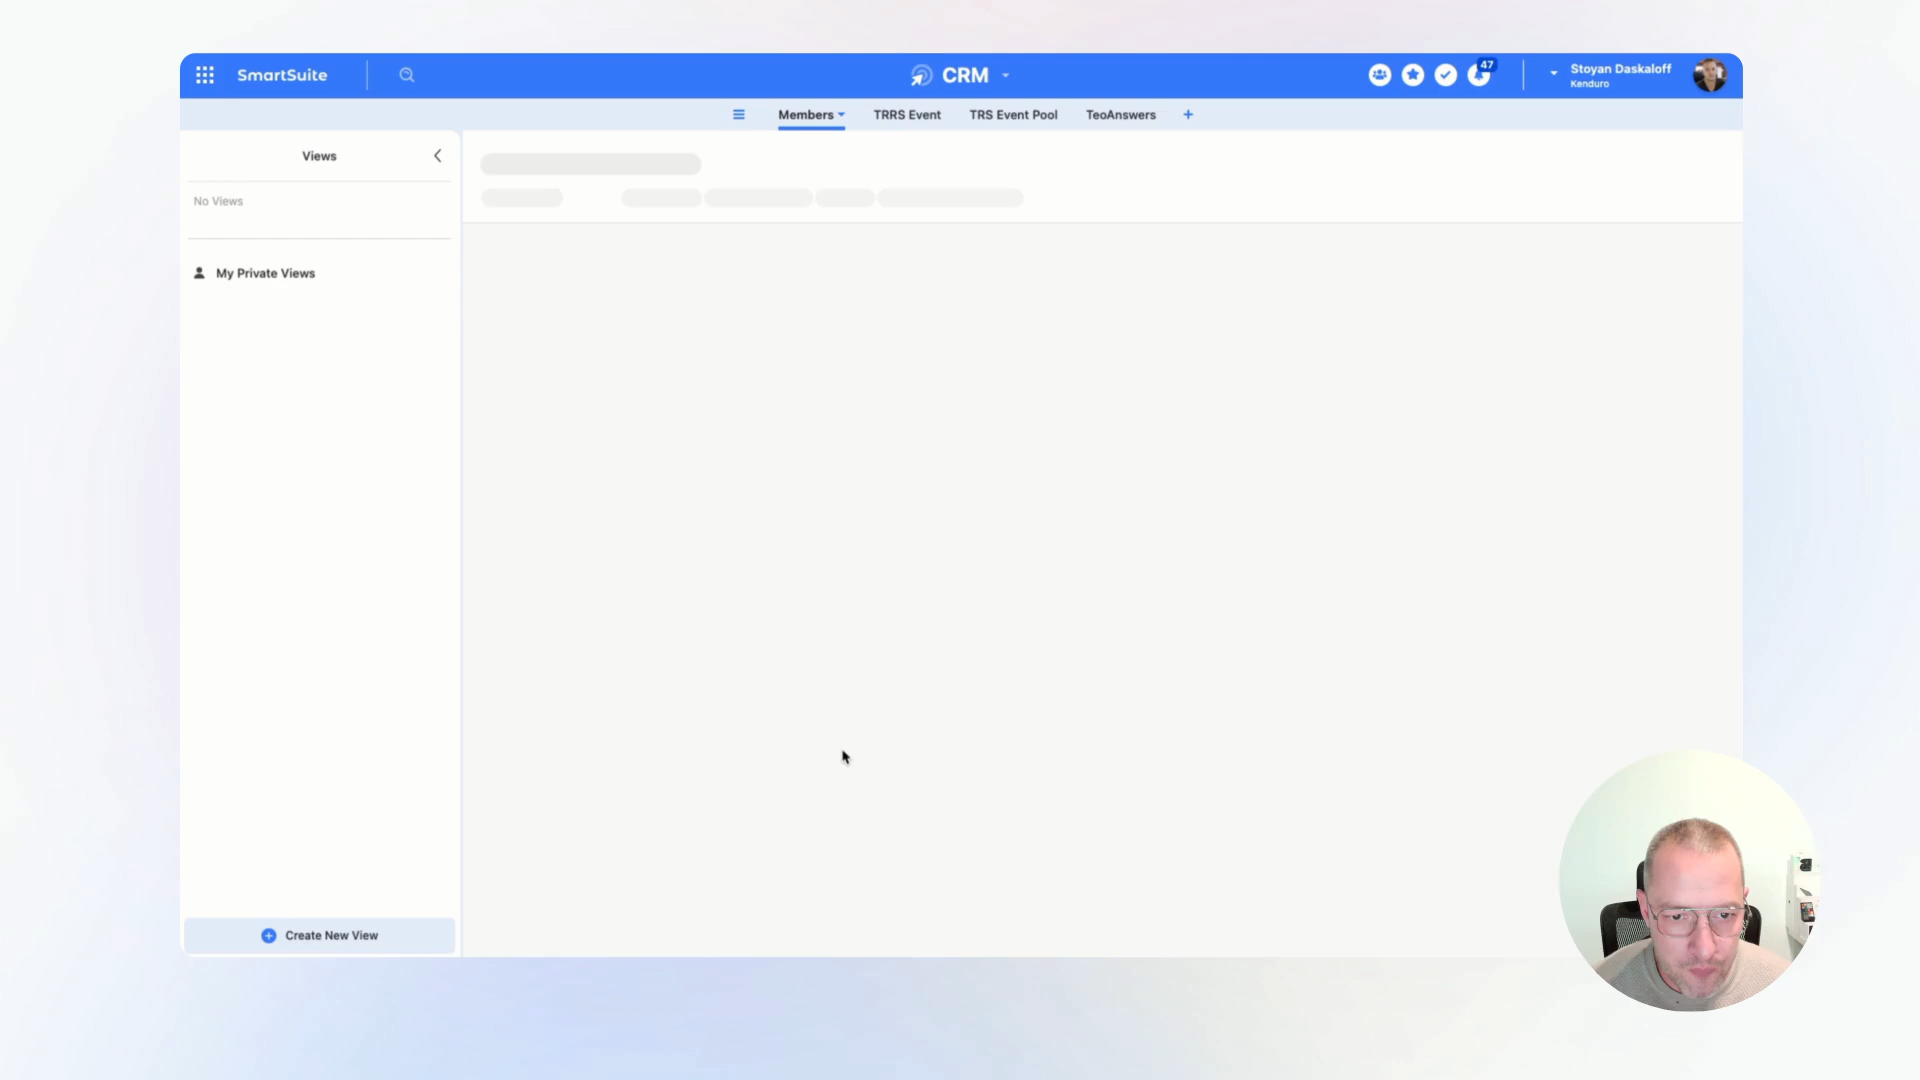 SmartSuite
CRM
47
Stoyan Daskaloff
Kenduro
Members
TRRS Event
TRS Event Pool
TeoAnswers
Views
No Views
My Private Views
Create New View